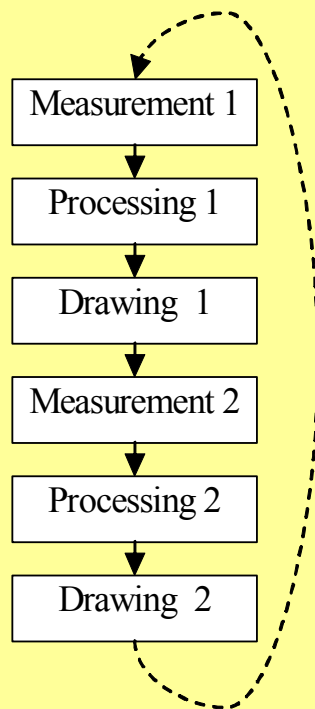 Measurement 1
Processing 1
Drawing 1
Measurement 2
Processing 2
Drawing 2